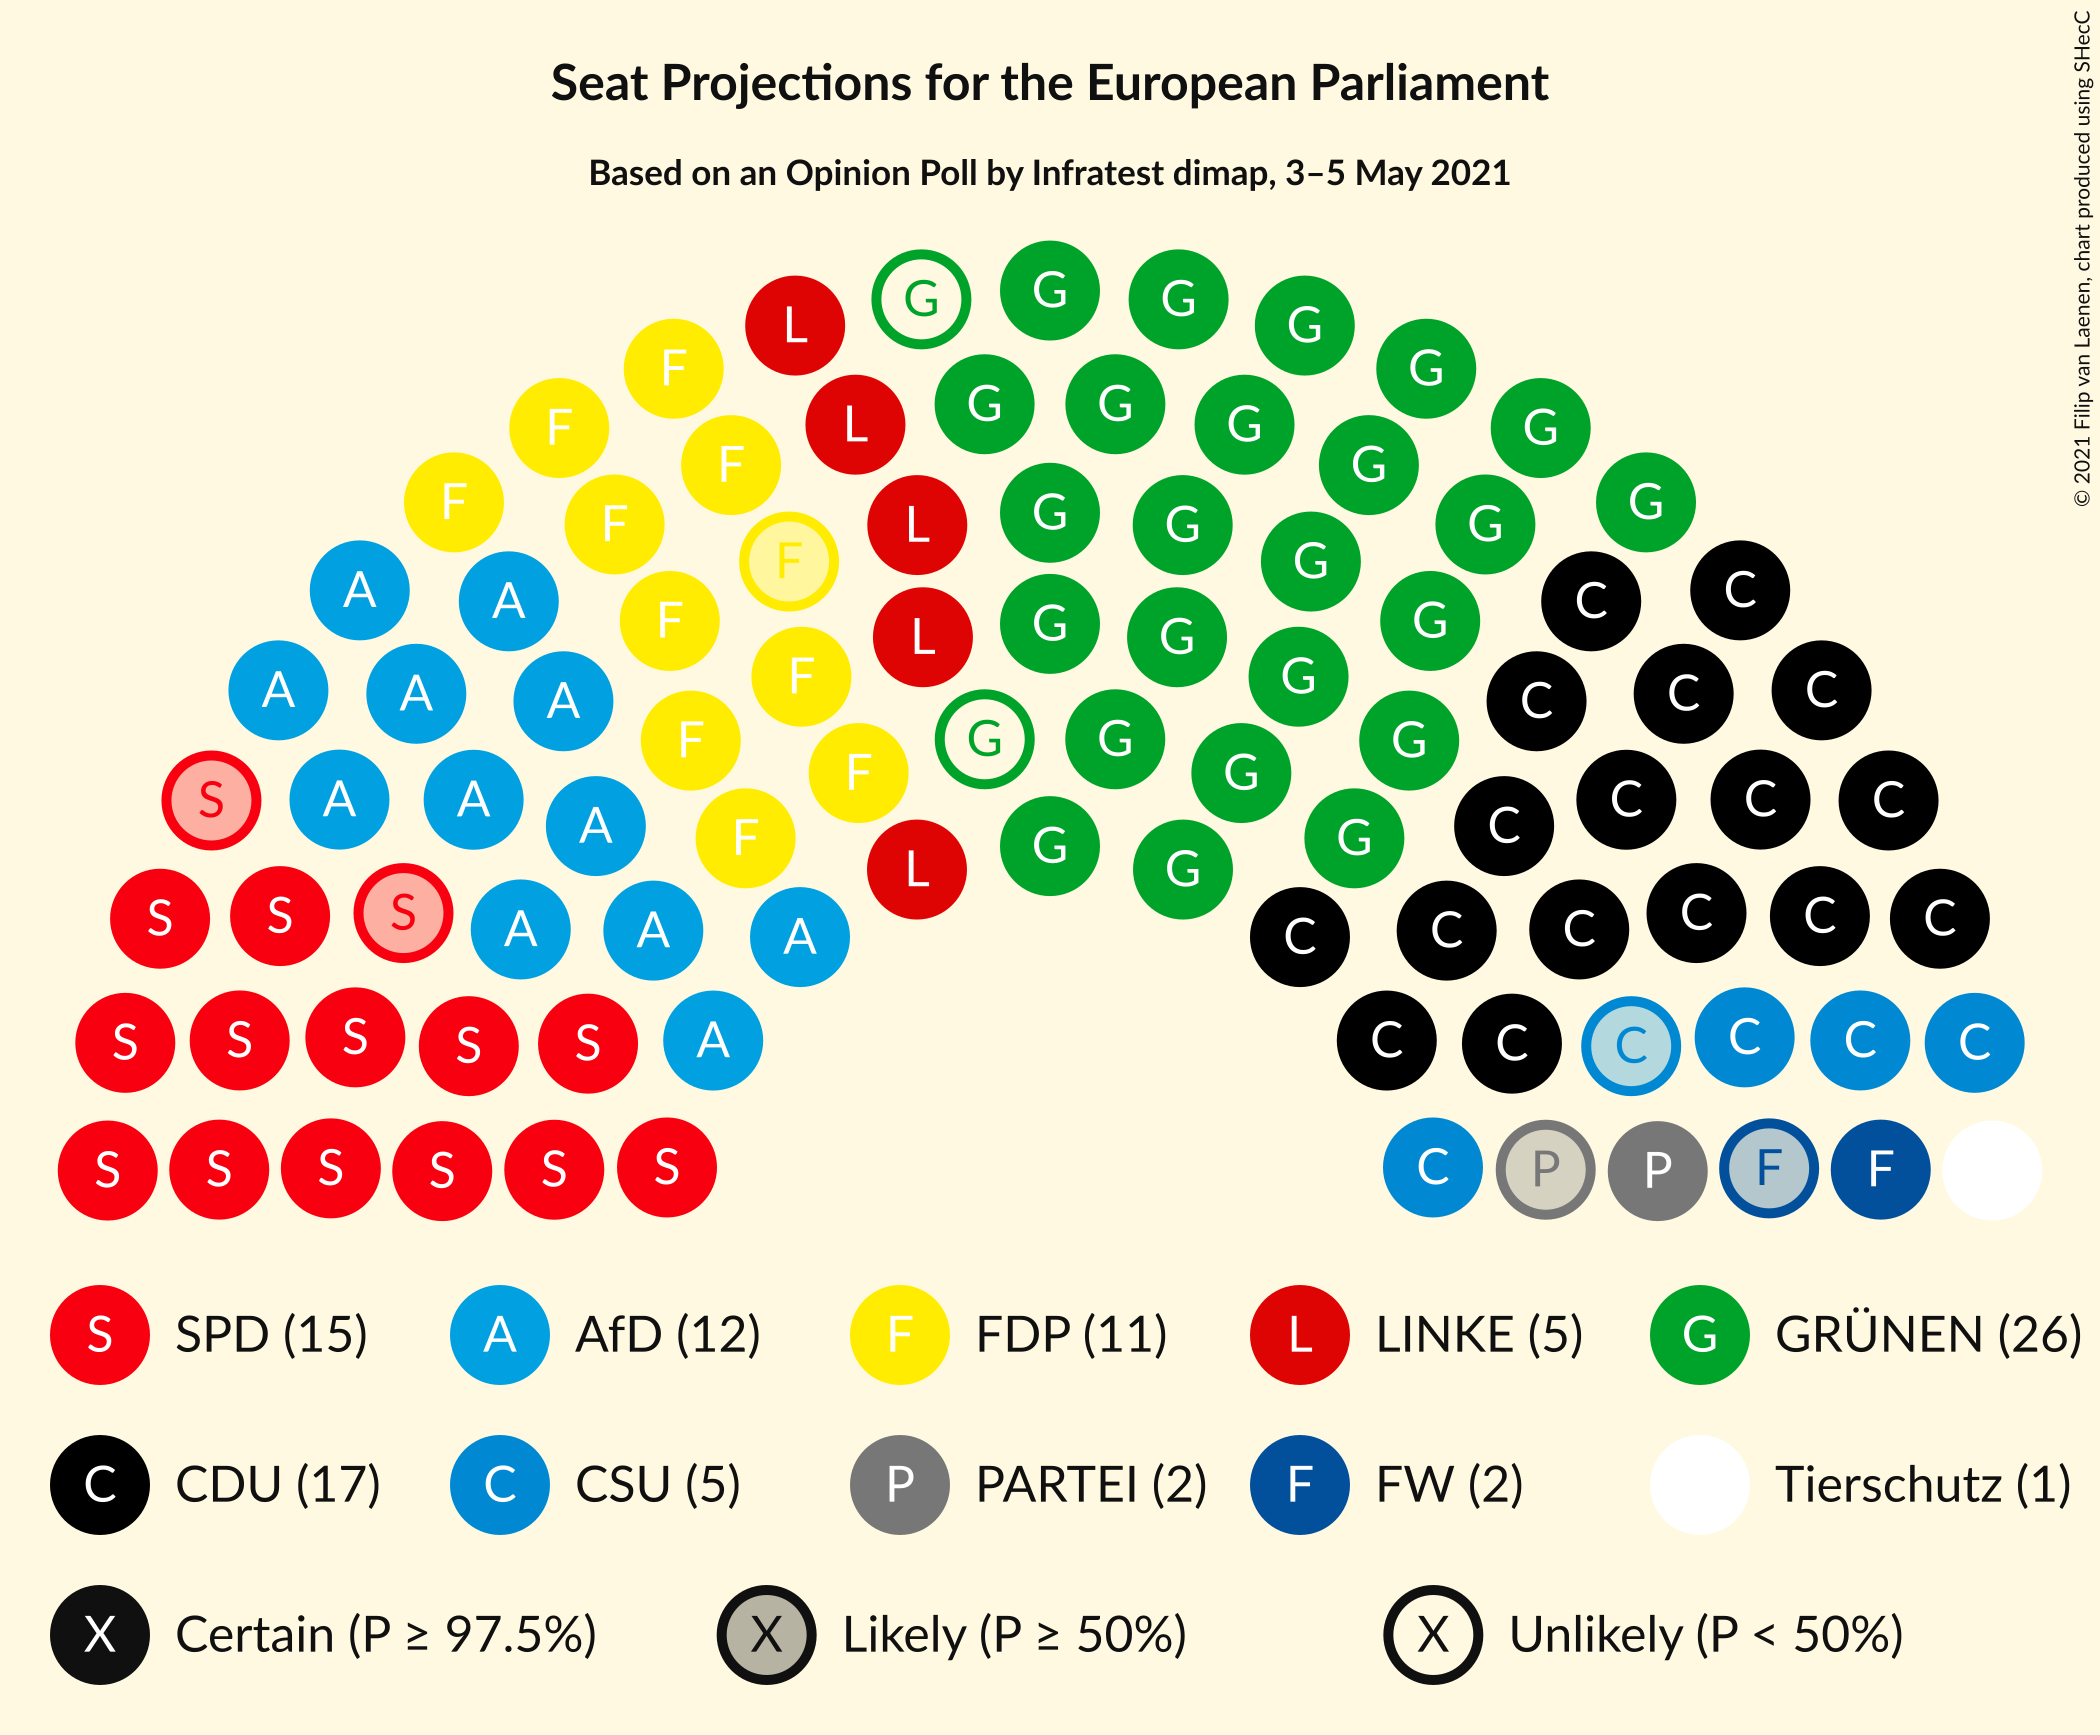 Seat Projections for the European Parliament
Based on an Opinion Poll by Infratest dimap, 3–5 May 2021
© 2021 Filip van Laenen, chart produced using SHecC
G G G G
L G
F G
F L G G G G
F F G
F F L G G G G G
F G
A A F L G G G G C C
A A A F F G G G G C C C
S A A A F F G G C C C C
S S S A A A L G G C C C C C C
S S S S S A C C C C C C
S S S S S S C P P F F
S SPD (15) A AfD (12) F FDP (11) L LINKE (5) G GRÜNEN (26)
C CDU (17) C CSU (5) P PARTEI (2) F FW (2) Tierschutz (1)
X Certain (P ≥ 97.5%) X Likely (P ≥ 50%) X Unlikely (P < 50%)